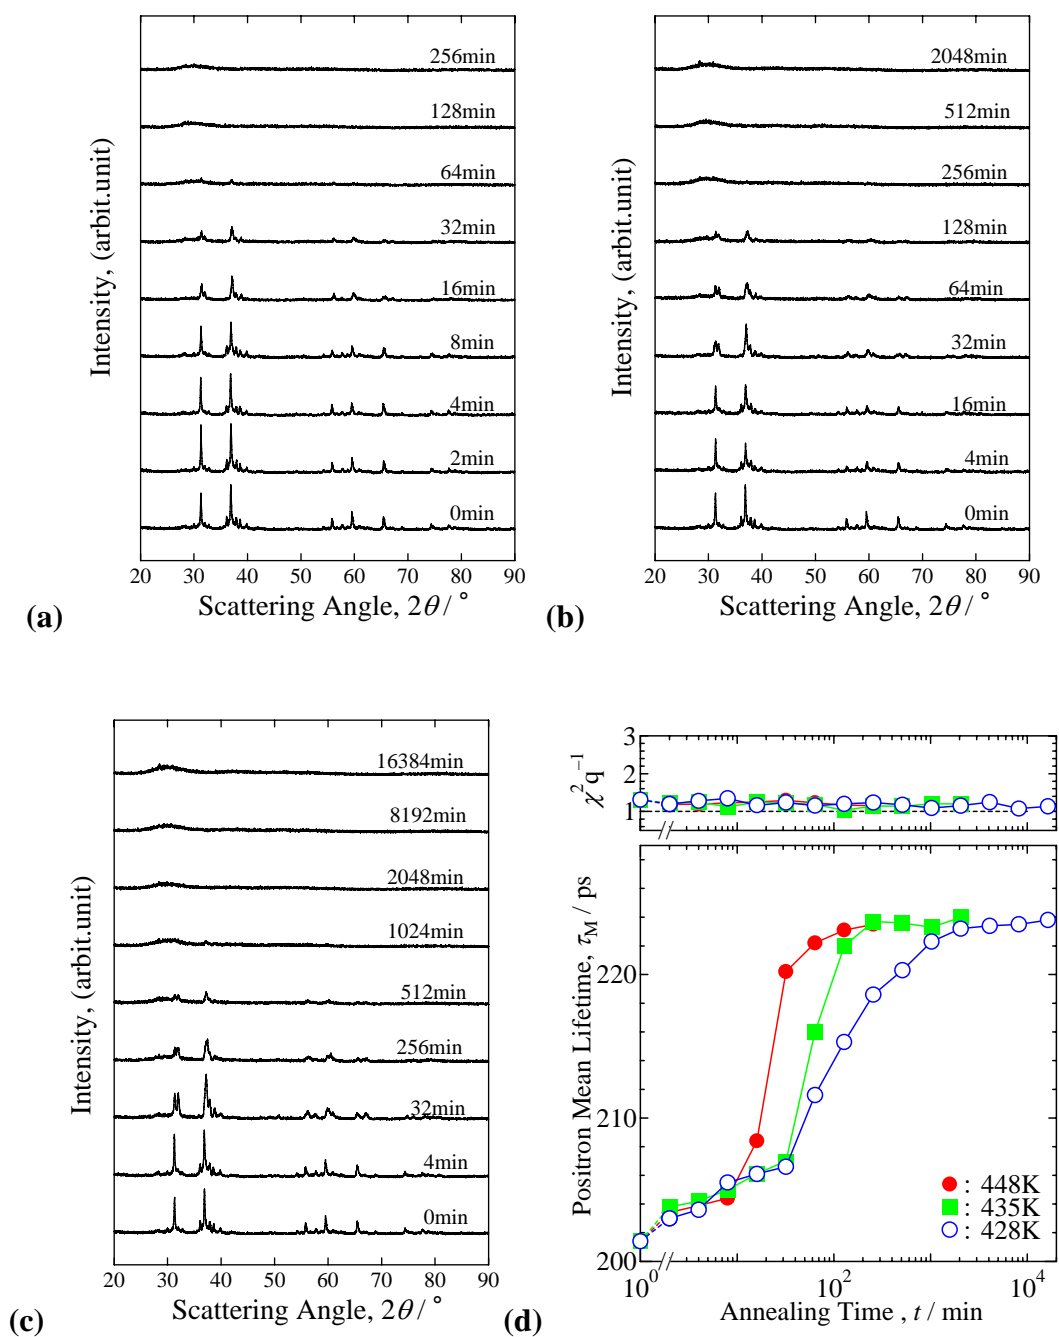 256min
128min
64min
32min
16min
8min
4min
2min
0min
Intensity, (arbit.unit)
20 30 40 50 60 70 80 90
Scattering Angle, 2θ / °
(a)
2048min
512min
256min
128min
64min
32min
16min
4min
0min
Intensity, (arbit.unit)
20 30 40 50 60 70 80 90
Scattering Angle, 2θ / °
(b)
16384min
8192min
2048min
1024min
512min
256min
32min
4min
0min
Intensity, (arbit.unit)
20 30 40 50 60 70 80 90
Scattering Angle, 2θ / °
(c)
3
2
1
χ²q⁻¹
220
210
200
Positron Mean Lifetime, τM / ps
: 448K
: 435K
: 428K
10⁰ 10² 10⁴
Annealing Time , t / min
(d)